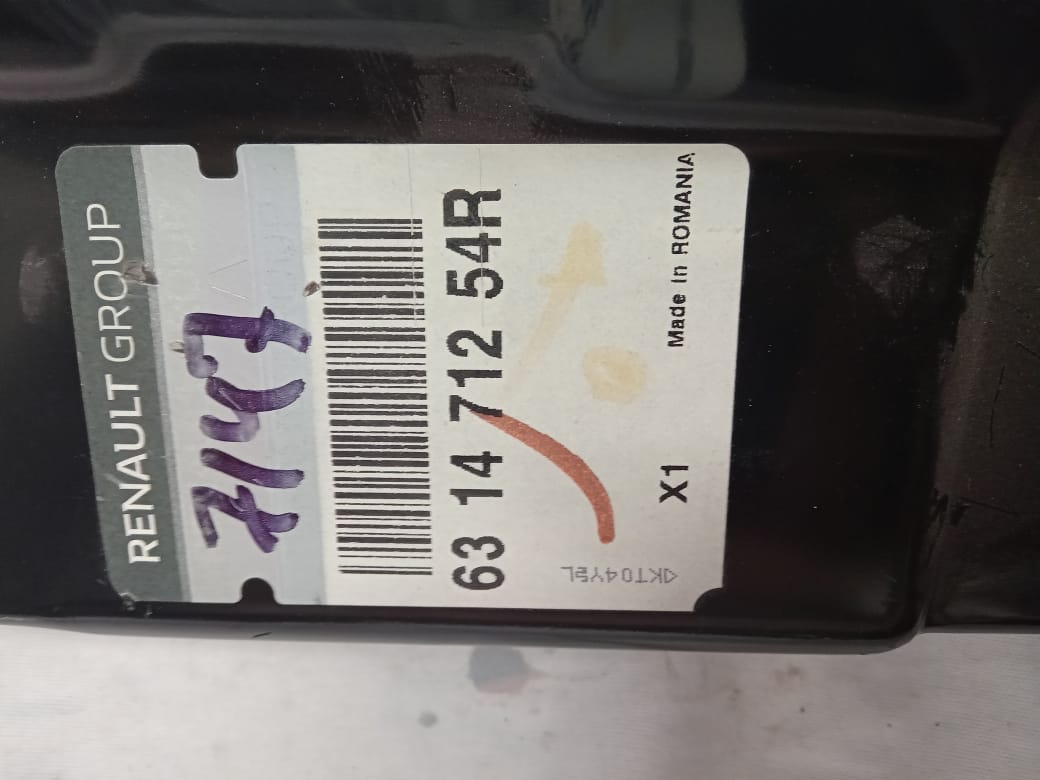 RENAULT GROUP
7147
63 14 712 54R
X1
Made in ROMANIA